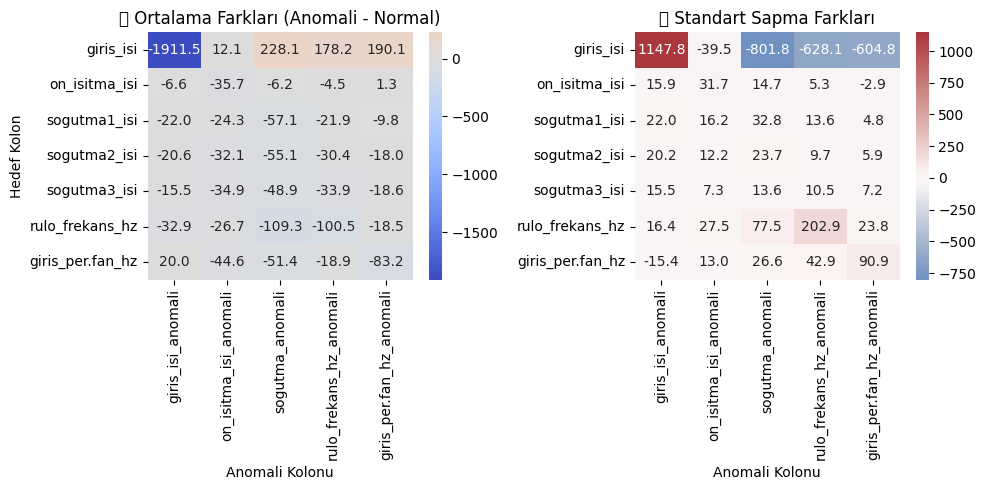 Ortalama Farkları (Anomali - Normal)
Hedef Kolon
giris_isi -1911.5 12.1 228.1 178.2 190.1
on_isitma_isi -6.6 -35.7 -6.2 -4.5 1.3
sogutma1_isi -22.0 -24.3 -57.1 -21.9 -9.8
sogutma2_isi -20.6 -32.1 -55.1 -30.4 -18.0
sogutma3_isi -15.5 -34.9 -48.9 -33.9 -18.6
rulo_frekans_hz -32.9 -26.7 -109.3 -100.5 -18.5
giris_per.fan_hz 20.0 -44.6 -51.4 -18.9 -83.2
giris_isi_anomali
on_isitma_isi_anomali
sogutma_anomali
rulo_frekans_hz_anomali
giris_per.fan_hz_anomali
Anomali Kolonu
0
−500
−1000
−1500
Standart Sapma Farkları
giris_isi 1147.8 -39.5 -801.8 -628.1 -604.8
on_isitma_isi 15.9 31.7 14.7 5.3 -2.9
sogutma1_isi 22.0 16.2 32.8 13.6 4.8
sogutma2_isi 20.2 12.2 23.7 9.7 5.9
sogutma3_isi 15.5 7.3 13.6 10.5 7.2
rulo_frekans_hz 16.4 27.5 77.5 202.9 23.8
giris_per.fan_hz -15.4 13.0 26.6 42.9 90.9
giris_isi_anomali
on_isitma_isi_anomali
sogutma_anomali
rulo_frekans_hz_anomali
giris_per.fan_hz_anomali
Anomali Kolonu
1000
750
500
250
0
−250
−500
−750